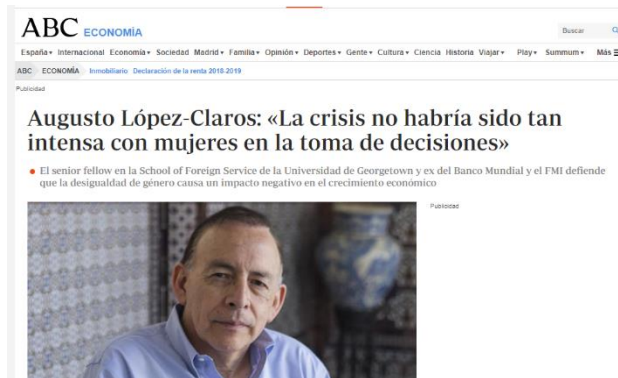 ABC ECONOMÍA
Buscar
España Internacional Economía Sociedad Madrid Familia Opinión Deportes Gente Cultura Ciencia Historia Viajar Play Summum Más
ABC ECONOMÍA Inmobiliario Declaración de la renta 2018-2019
Publicidad
Augusto López-Claros: «La crisis no habría sido tan
intensa con mujeres en la toma de decisiones»
El senior fellow en la School of Foreign Service de la Universidad de Georgetown y ex del Banco Mundial y el FMI defiende
que la desigualdad de género causa un impacto negativo en el crecimiento económico
Publicidad